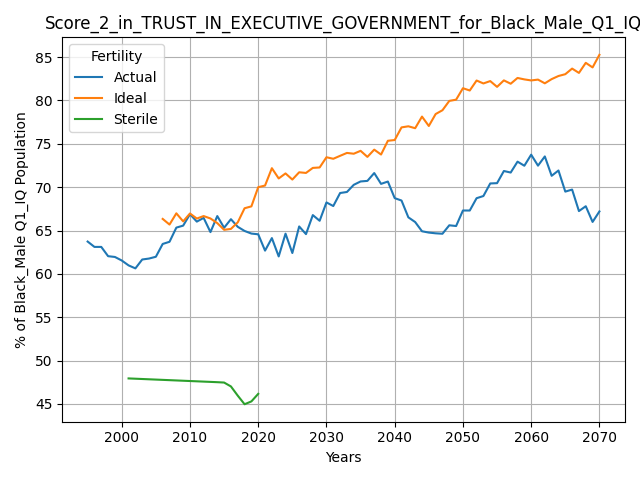 Score_2_in_TRUST_IN_EXECUTIVE_GOVERNMENT_for_Black_Male_Q1_IQ
Fertility
Actual
Ideal
Sterile
% of Black_Male Q1_IQ Population
85
80
75
70
65
60
55
50
45
2000 2010 2020 2030 2040 2050 2060 2070
Years